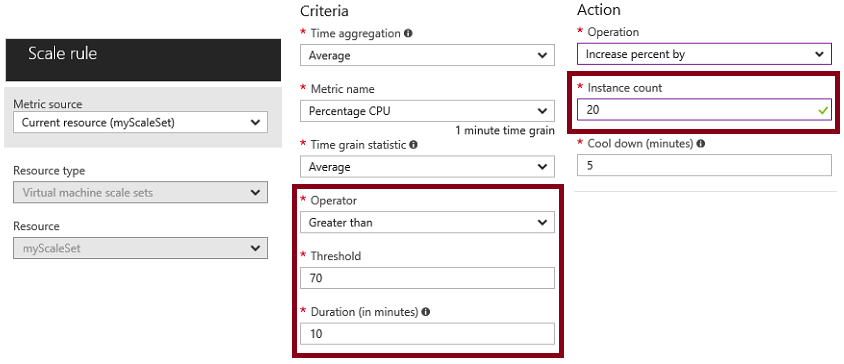 Scale rule
Metric source
Current resource (myScaleSet)
Resource type
Virtual machine scale sets
Resource
myScaleSet
Criteria
* Time aggregation
Average
* Metric name
Percentage CPU
1 minute time grain
* Time grain statistic
Average
* Operator
Greater than
* Threshold
70
* Duration (in minutes)
10
Action
* Operation
Increase percent by
* Instance count
20
* Cool down (minutes)
5